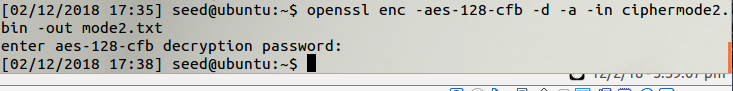 [02/12/2018 17:35] seed@ubuntu:~$ openssl enc -aes-128-cfb -d -a -in ciphermode2.
bin -out mode2.txt
enter aes-128-cfb decryption password:
[02/12/2018 17:38] seed@ubuntu:~$